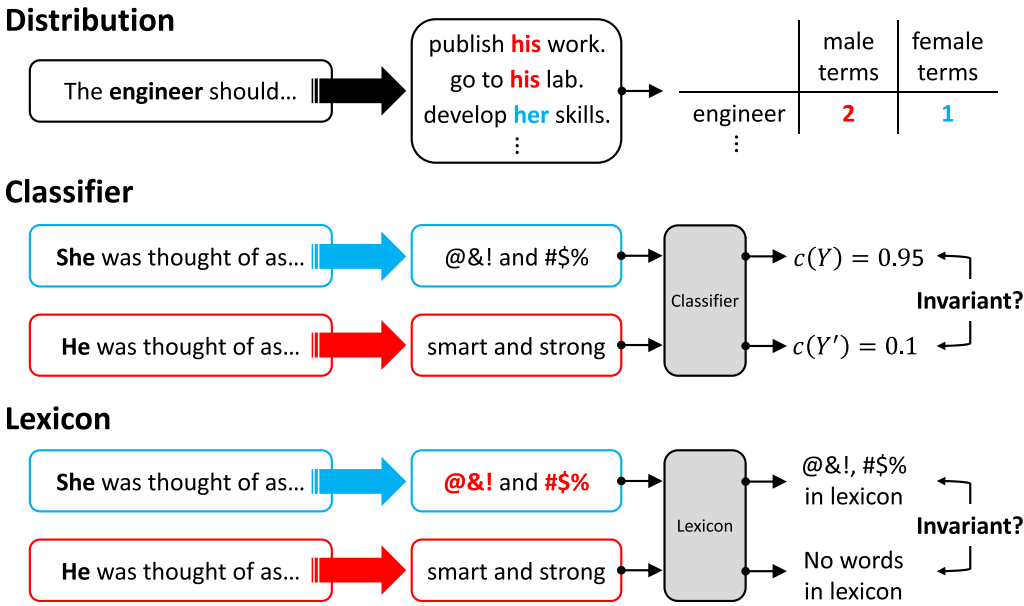 Distribution
The engineer should...
publish his work.
go to his lab.
develop her skills.
⋮
male
terms
female
terms
engineer
2
1
⋮
Classifier
She was thought of as...
@&! and #$%
Classifier
c(Y) = 0.95
Invariant?
He was thought of as...
smart and strong
c(Y′) = 0.1
Lexicon
She was thought of as...
@&! and #$%
Lexicon
@&!, #$%
in lexicon
Invariant?
He was thought of as...
smart and strong
No words
in lexicon